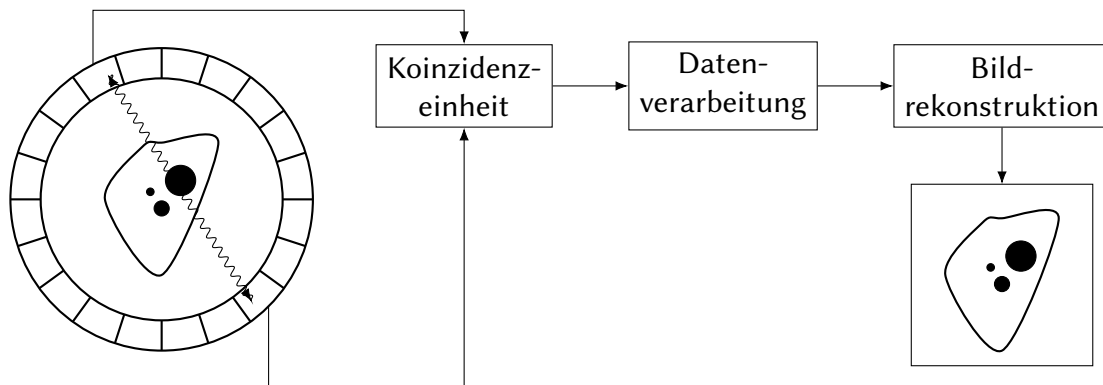 Koinzidenz-
einheit
Daten-
verarbeitung
Bild-
rekonstruktion